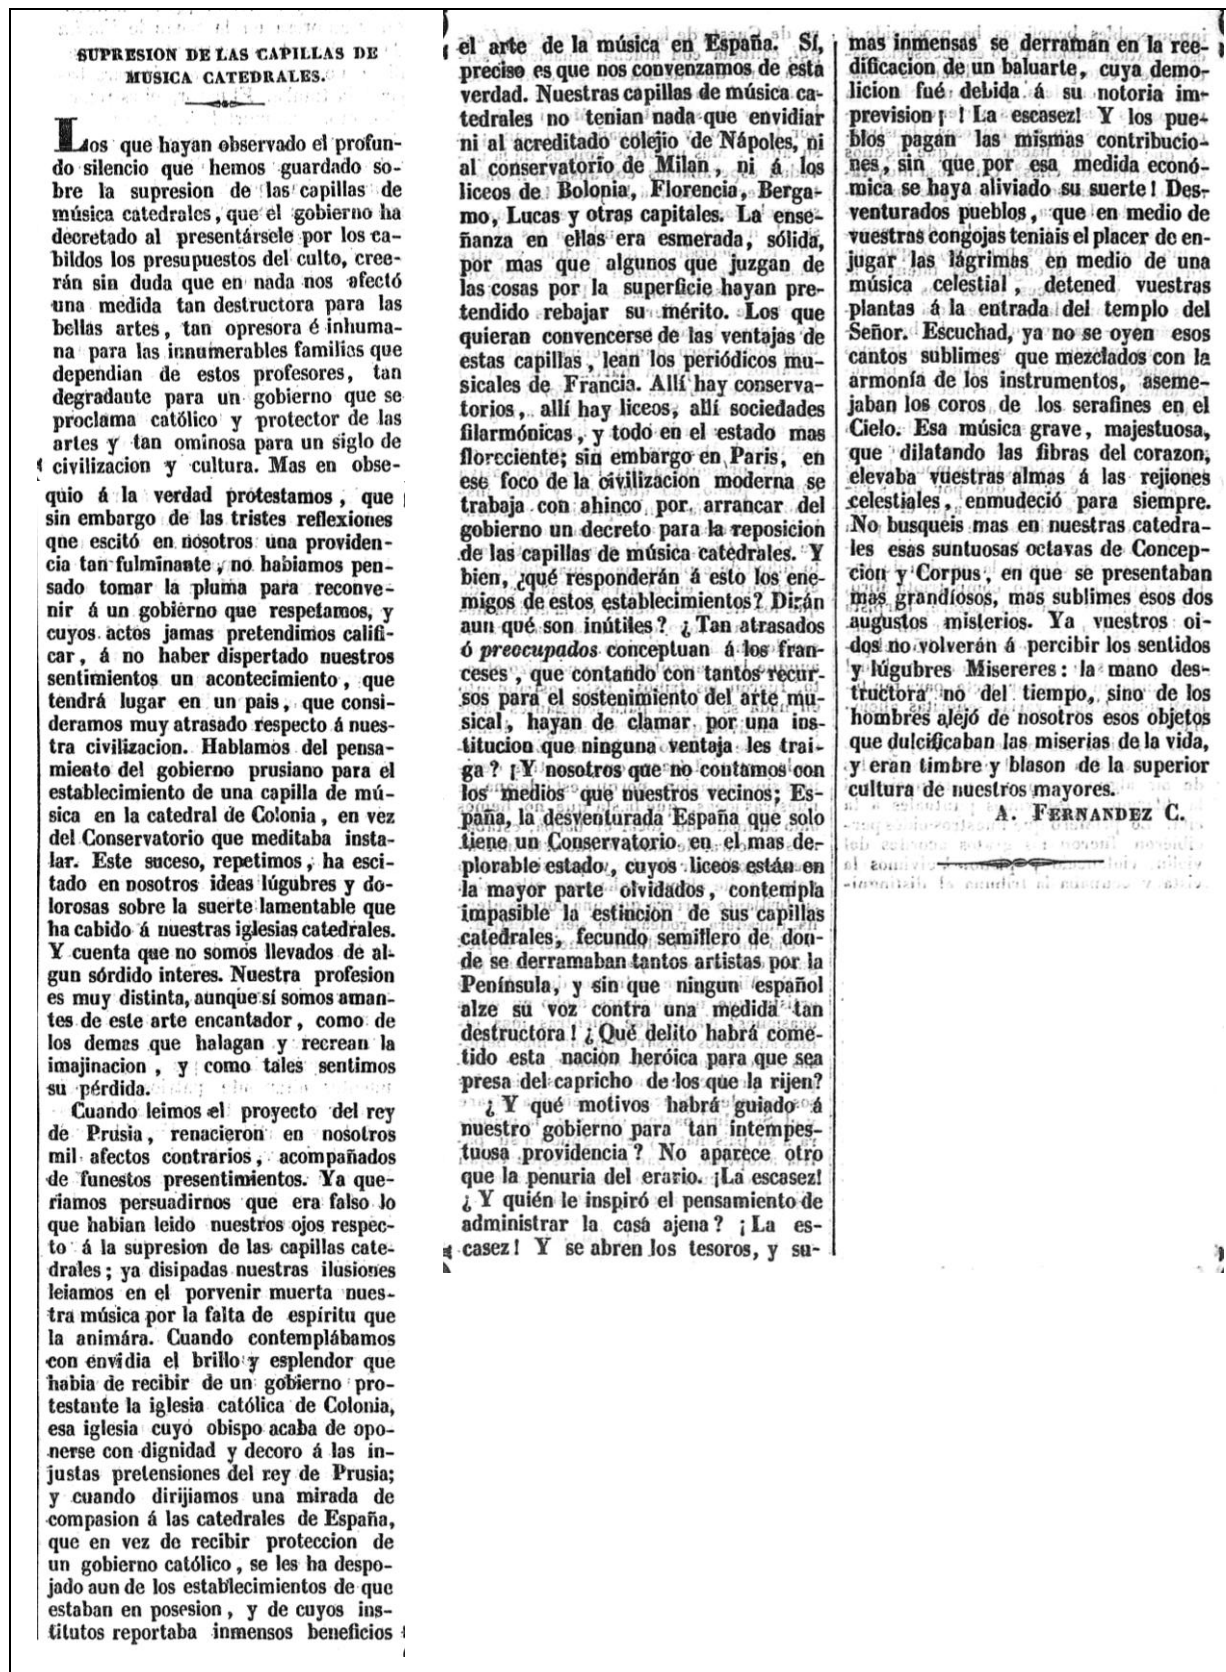 SUPRESION DE LAS CAPILLAS DE
MUSICA CATEDRALES.
Los que hayan observado el profun-
do silencio que hemos guardado so-
bre la supresion de las capillas de
música catedrales, que el gobierno ha
decretado al presentársele por los ca-
bildos los presupuestos del culto, cree-
rán sin duda que en nada nos afectó
una medida tan destructora para las
bellas artes, tan opresora é inhuma-
na para las innumerables familias que
dependian de estos profesores, tan
degradante para un gobierno que se
proclama católico y protector de las
artes y tan ominosa para un siglo de
civilizacion y cultura. Mas en obse-
quio á la verdad protestamos, que
sin embargo de las tristes reflexiones
que escitó en nosotros una providen-
cia tan fulminante, no habiamos pen-
sado tomar la pluma para reconve-
nir á un gobierno que respetamos, y
cuyos actos jamas pretendimos califi-
car, á no haber dispertado nuestros
sentimientos un acontecimiento, que
tendrá lugar en un pais, que consi-
deramos muy atrasado respecto á nues-
tra civilizacion. Hablamos del pensa-
miento del gobierno prusiano para el
establecimiento de una capilla de mú-
sica en la catedral de Colonia, en vez
del Conservatorio que meditaba insta-
lar. Este suceso, repetimos, ha esci-
tado en nosotros ideas lúgubres y do-
lorosas sobre la suerte lamentable que
ha cabido á nuestras iglesias catedrales.
Y cuenta que no somos llevados de al-
gun sórdido interes. Nuestra profesion
es muy distinta, aunque sí somos aman-
tes de este arte encantador, como de
los demas que halagan y recrean la
imajinacion, y como tales sentimos
su pérdida.
Cuando leimos el proyecto del rey
de Prusia, renacieron en nosotros
mil afectos contrarios, acompañados
de funestos presentimientos. Ya que-
riamos persuadirnos que era falso lo
que habian leido nuestros ojos respec-
to á la supresion de las capillas cate-
drales; ya disipadas nuestras ilusiones
leiamos en el porvenir muerta nues-
tra música por la falta de espíritu que
la animára. Cuando contemplábamos
con envidia el brillo y esplendor que
habia de recibir de un gobierno pro-
testante la iglesia católica de Colonia,
esa iglesia cuyo obispo acaba de opo-
nerse con dignidad y decoro á las in-
justas pretensiones del rey de Prusia;
y cuando dirijiamos una mirada de
compasion á las catedrales de España,
que en vez de recibir proteccion de
un gobierno católico, se les ha despo-
jado aun de los establecimientos de que
estaban en posesion, y de cuyos ins-
titutos reportaba inmensos beneficios
el arte de la música en España. Sí,
preciso es que nos convenzamos de esta
verdad. Nuestras capillas de música ca-
tedrales no tenian nada que envidiar
ni al acreditado colejio de Nápoles, ni
al conservatorio de Milán, ni á los
liceos de Bolonia, Florencia, Berga-
mo, Lucas y otras capitales. La ense-
ñanza en ellas era esmerada, sólida,
por mas que algunos que juzgan de
las cosas por la superficie hayan pre-
tendido rebajar su mérito. Los que
quieran convencerse de las ventajas de
estas capillas, lean los periódicos mu-
sicales de Francia. Allí hay conserva-
torios, allí hay liceos, allí sociedades
filarmónicas, y todo en el estado mas
floreciente; sin embargo en Paris, en
ese foco de la civilizacion moderna se
trabaja con ahinco por arrancar del
gobierno un decreto para la reposicion
de las capillas de música catedrales. Y
bien, ¿qué responderán á esto los ene-
migos de estos establecimientos? Dirán
aun qué son inútiles? ¿Tan atrasados
ó preocupados conceptuan á los fran-
ceses, que contando con tantos recur-
sos para el sostenimiento del arte mu-
sical, hayan de clamar por una ins-
titucion que ninguna ventaja les trai-
ga? ¡Y nosotros que no contamos con
los medios que nuestros vecinos; Es-
paña, la desventurada España que solo
tiene un Conservatorio en el mas de-
plorable estado, cuyos liceos están en
la mayor parte olvidados, contempla
impasible la estincion de sus capillas
catedrales, fecundo semillero de don-
de se derramaban tantos artistas por la
Península, y sin que ningun español
alze su voz contra una medida tan
destructora! ¿Qué delito habrá come-
tido esta nacion heróica para que sea
presa del capricho de los que la rijen?
¿Y qué motivos habrá guiado á
nuestro gobierno para tan intempes-
tuosa providencia? No aparece otro
que la penuria del erario. ¡La escasez!
¿Y quién le inspiró el pensamiento de
administrar la casa ajena? ¡La es-
casez! Y se abren los tesoros, y su-
mas inmensas se derraman en la ree-
dificacion de un baluarte, cuya demo-
licion fué debida á su notoria im-
prevision¡ ! La escasez! Y los pue-
blos pagan las mismas contribucio-
nes, sin que por esa medida econó-
mica se haya aliviado su suerte! Des-
venturados pueblos, que en medio de
vuestras congojas teniais el placer de en-
jugar las lágrimas en medio de una
música celestial, detened vuestras
plantas á la entrada del templo del
Señor. Escuchad, ya no se oyen esos
cantos sublimes que mezclados con la
armonía de los instrumentos, aseme-
jaban los coros de los serafines en el
Cielo. Esa música grave, majestuosa,
que dilatando las fibras del corazon,
elevaba vuestras almas á las rejiones
celestiales, enmudeció para siempre.
No busqueis mas en nuestras catedra-
les esas suntuosas octavas de Concep-
cion y Corpus, en que se presentaban
mas grandiosos, mas sublimes esos dos
augustos misterios. Ya vuestros oi-
dos no volverán á percibir los sentidos
y lúgubres Misereres: la mano des-
tructora no del tiempo, sino de los
hombres alejó de nosotros esos objetos
que dulcificaban las miserias de la vida,
y eran timbre y blason de la superior
cultura de nuestros mayores.
A. FERNANDEZ C.